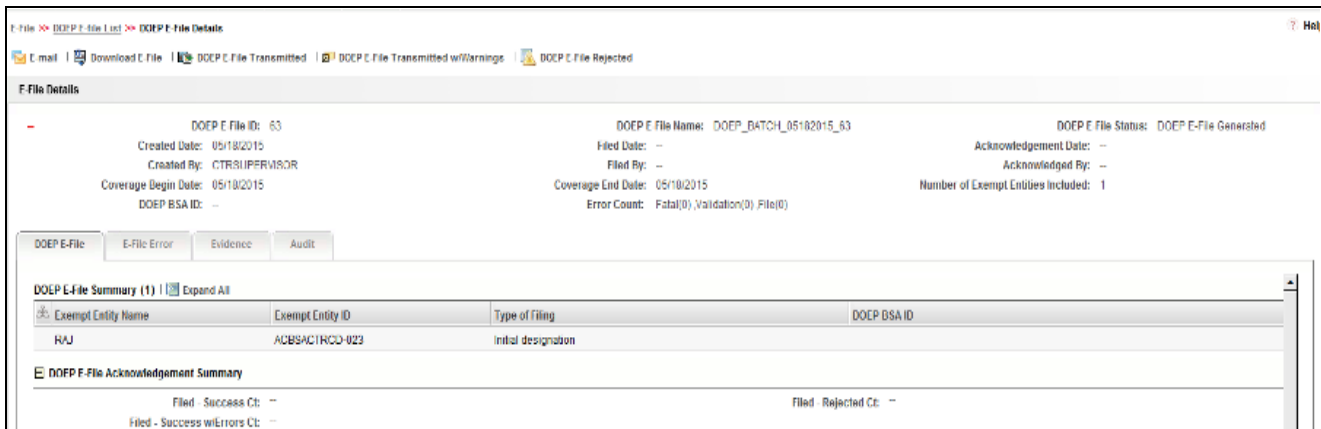 E-File >> DOEP E-file List >> DOEP E-File Details
? Help
E-mail | Download E-File | DOEP E-File Transmitted | DOEP E-File Transmitted w/Warnings | DOEP E-File Rejected
E-File Details
DOEP E-File ID: 63 DOEP E-File Name: DOEP_BATCH_05182015_63 DOEP E-File Status: DOEP E-File Generated
Created Date: 05/18/2015 Filed Date: -- Acknowledgement Date: --
Created By: CTRSUPERVISOR Filed By: -- Acknowledged By: --
Coverage Begin Date: 05/18/2015 Coverage End Date: 05/18/2015 Number of Exempt Entities Included: 1
DOEP BSA ID: -- Error Count: Fatal(0) ,Validation(0) ,File(0)
DOEP E-File E-File Error Evidence Audit
DOEP E-File Summary (1) | Expand All
Exempt Entity Name Exempt Entity ID Type of Filing DOEP BSA ID
RAJ ACBSACTRCD-023 Initial designation
DOEP E-File Acknowledgement Summary
Filed - Success Ct: -- Filed - Rejected Ct: --
Filed - Success w/Errors Ct: --